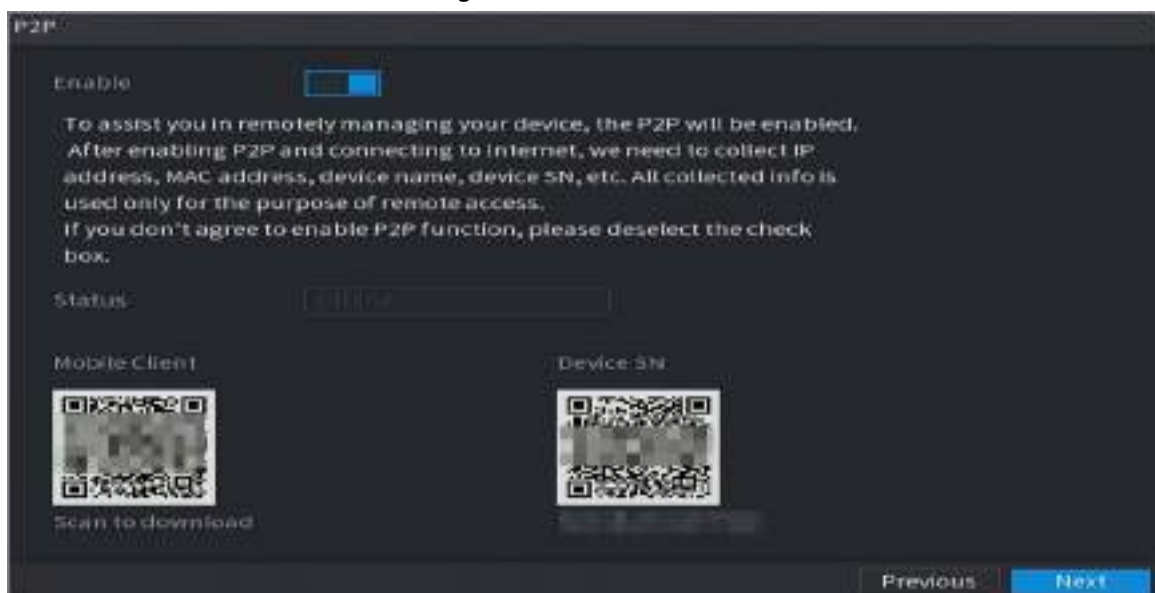 P2P
Enable
To assist you in remotely managing your device, the P2P will be enabled.
After enabling P2P and connecting to Internet, we need to collect IP
address, MAC address, device name, device SN, etc. All collected info is
used only for the purpose of remote access.
If you don't agree to enable P2P function, please deselect the check
box.
Status
Mobile Client
Device SN
Scan to download
Previous
Next